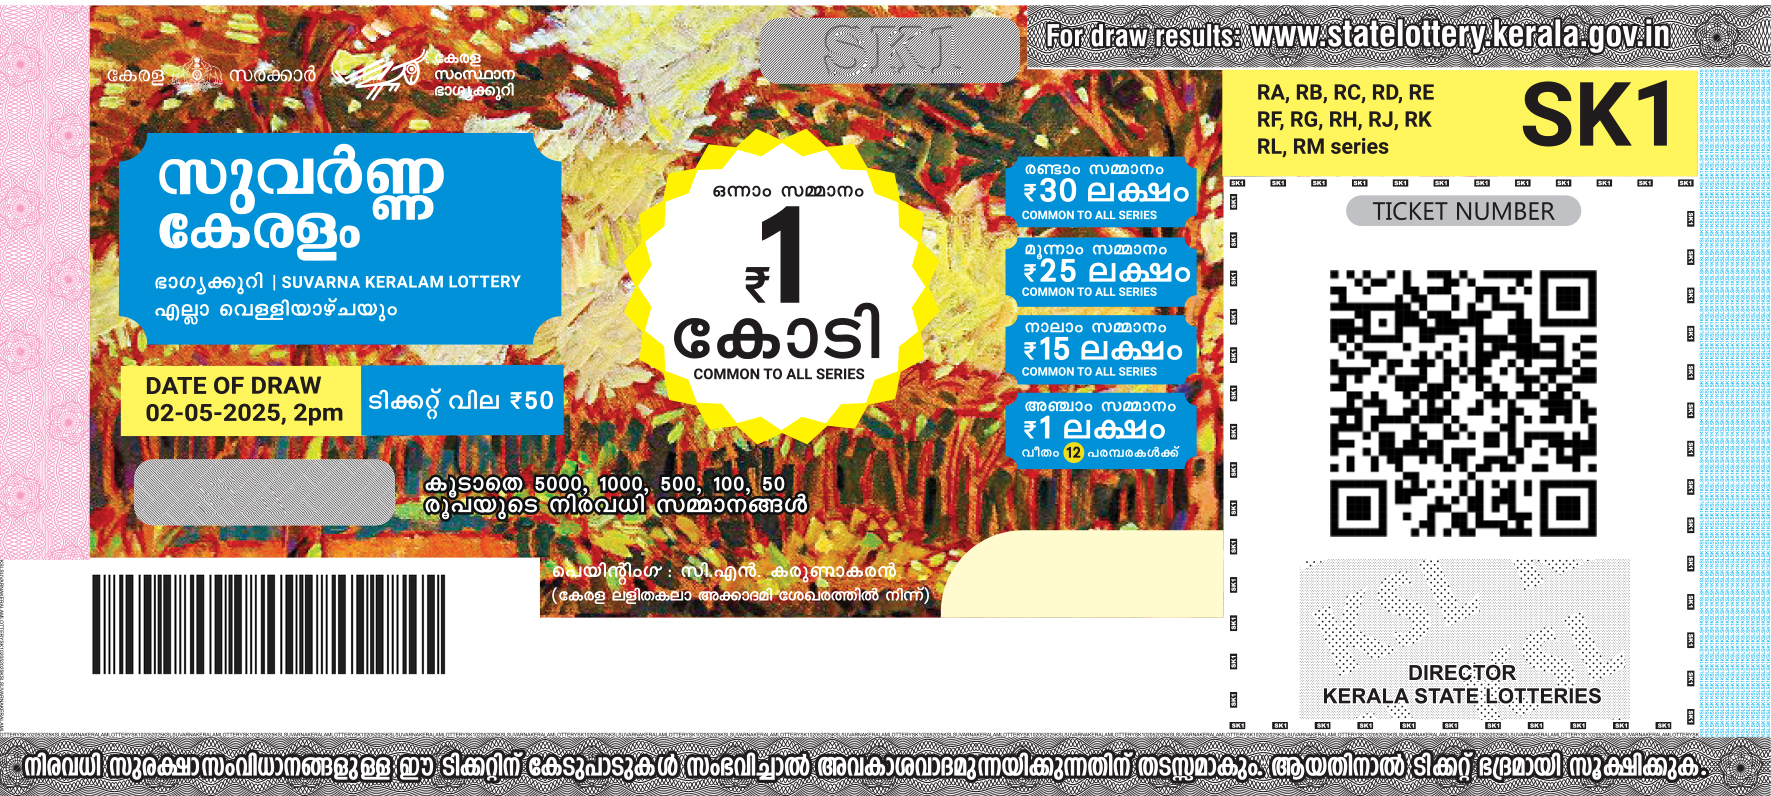 SK1
For draw results: www.statelottery.kerala.gov.in
കേരള സർക്കാർ
കേരള
സംസ്ഥാന
ഭാഗ്യക്കുറി
സുവർണ്ണ
കേരളം
ഭാഗ്യക്കുറി | SUVARNA KERALAM LOTTERY
എല്ലാ വെള്ളിയാഴ്ചയും
DATE OF DRAW
02-05-2025, 2pm
ടിക്കറ്റ് വില ₹50
ഒന്നാം സമ്മാനം
₹1
കോടി
COMMON TO ALL SERIES
രണ്ടാം സമ്മാനം
₹30 ലക്ഷം
COMMON TO ALL SERIES
മൂന്നാം സമ്മാനം
₹25 ലക്ഷം
COMMON TO ALL SERIES
നാലാം സമ്മാനം
₹15 ലക്ഷം
COMMON TO ALL SERIES
അഞ്ചാം സമ്മാനം
₹1 ലക്ഷം
വീതം 12 പരമ്പരകൾക്ക്
കൂടാതെ 5000, 1000, 500, 100, 50
രൂപയുടെ നിരവധി സമ്മാനങ്ങൾ
പെയിന്റിംഗ് : സി.എൻ. കരുണാകരൻ
(കേരള ലളിതകലാ അക്കാദമി ശേഖരത്തിൽ നിന്ന്)
RA, RB, RC, RD, RE
RF, RG, RH, RJ, RK
RL, RM series
SK1
TICKET NUMBER
KSL
KSL
DIRECTOR
KERALA STATE LOTTERIES
നിരവധി സുരക്ഷാസംവിധാനങ്ങളുള്ള ഈ ടിക്കറ്റിന് കേടുപാടുകൾ സംഭവിച്ചാൽ അവകാശവാദമുന്നയിക്കുന്നതിന് തടസ്സമാകും. ആയതിനാൽ ടിക്കറ്റ് ഭദ്രമായി സൂക്ഷിക്കുക.